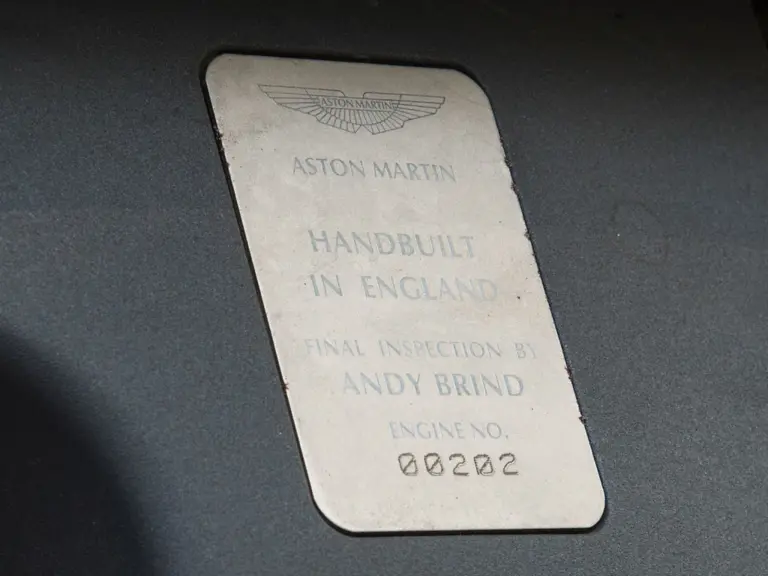 ASTON MARTIN
ASTON MARTIN
HANDBUILT
IN ENGLAND
FINAL INSPECTION BY
ANDY BRIND
ENGINE NO.
00202